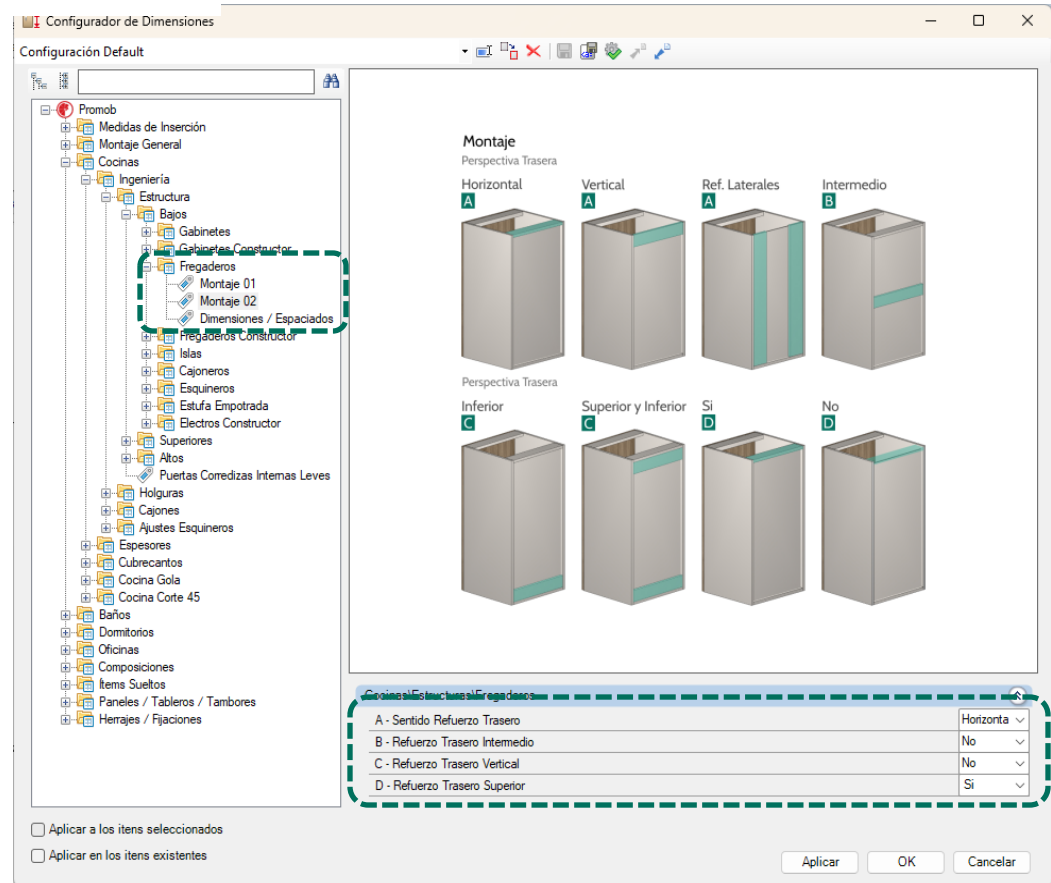 Configurador de Dimensiones
Configuración Default
Promob
Medidas de Inserción
Montaje General
Cocinas
Ingeniería
Estructura
Bajos
Gabinetes
Gabinetes Constructor
Fregaderos
Montaje 01
Montaje 02
Dimensiones / Espaciados
Fregaderos Constructor
Islas
Cajoneros
Esquineros
Estufa Empotrada
Electros Constructor
Superiores
Altos
Puertas Corredizas Internas Leves
Holguras
Cajones
Ajustes Esquineros
Espesores
Cubrecantos
Cocina Gola
Cocina Corte 45
Baños
Dormitorios
Oficinas
Composiciones
Ítems Sueltos
Paneles / Tableros / Tambores
Herrajes / Fijaciones
Montaje
Perspectiva Trasera
Horizontal Vertical Ref. Laterales Intermedio
A A A B
Perspectiva Trasera
Inferior Superior y Inferior Si No
C C D D
Cocinas\Estructuras\Fregaderos
A - Sentido Refuerzo Trasero Horizonta
B - Refuerzo Trasero Intermedio No
C - Refuerzo Trasero Vertical No
D - Refuerzo Trasero Superior Si
Aplicar a los itens seleccionados
Aplicar en los itens existentes
Aplicar OK Cancelar